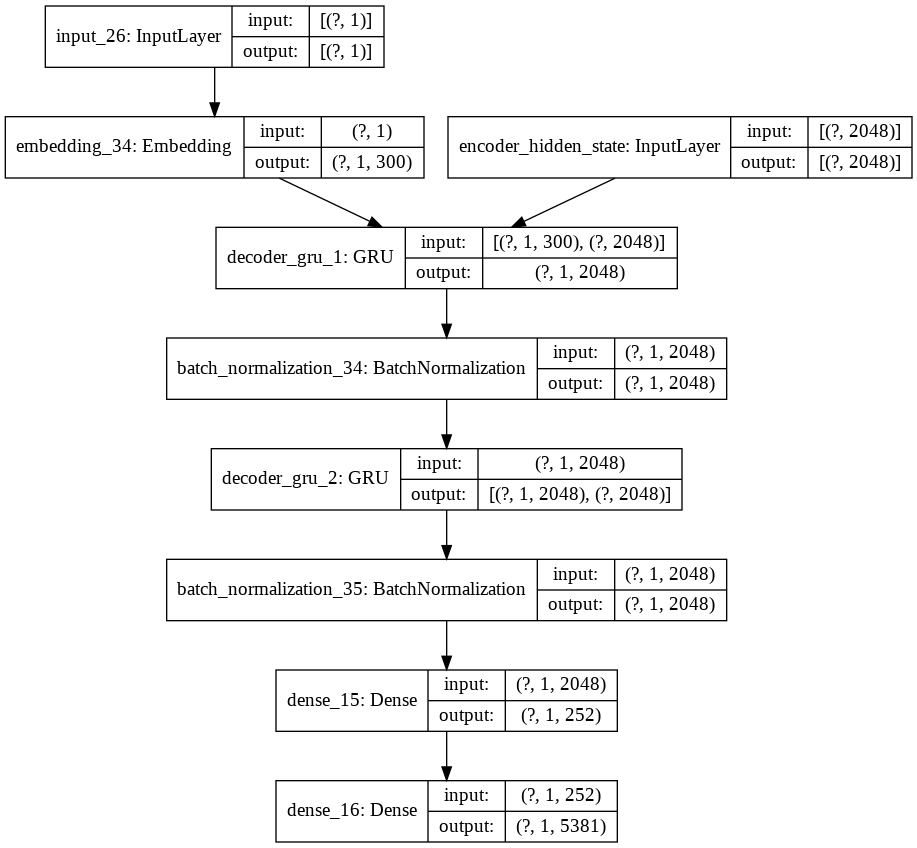 input_26: InputLayer
input: [(?, 1)]
output: [(?, 1)]
embedding_34: Embedding
input: (?, 1)
output: (?, 1, 300)
encoder_hidden_state: InputLayer
input: [(?, 2048)]
output: [(?, 2048)]
decoder_gru_1: GRU
input: [(?, 1, 300), (?, 2048)]
output: (?, 1, 2048)
batch_normalization_34: BatchNormalization
input: (?, 1, 2048)
output: (?, 1, 2048)
decoder_gru_2: GRU
input: (?, 1, 2048)
output: [(?, 1, 2048), (?, 2048)]
batch_normalization_35: BatchNormalization
input: (?, 1, 2048)
output: (?, 1, 2048)
dense_15: Dense
input: (?, 1, 2048)
output: (?, 1, 252)
dense_16: Dense
input: (?, 1, 252)
output: (?, 1, 5381)